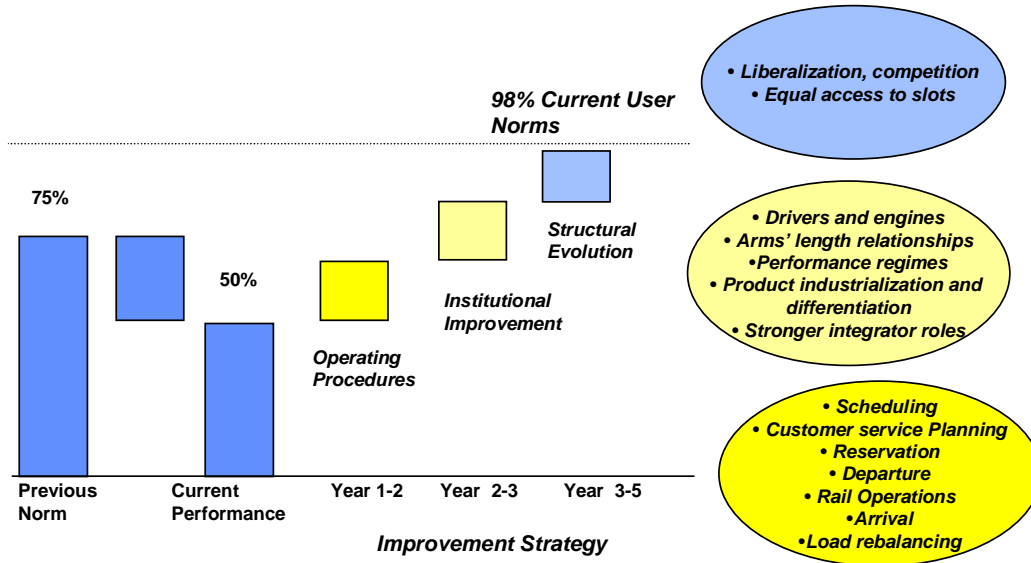 • Liberalization, competition
• Equal access to slots
98% Current User
Norms
75%
50%
Structural
Evolution
Institutional
Improvement
Operating
Procedures
• Drivers and engines
• Arms' length relationships
•Performance regimes
• Product industrialization and
differentiation
• Stronger integrator roles
• Scheduling
• Customer service Planning
• Reservation
• Departure
• Rail Operations
•Arrival
•Load rebalancing
Previous
Norm
Current
Performance
Year 1-2
Year 2-3
Year 3-5
Improvement Strategy